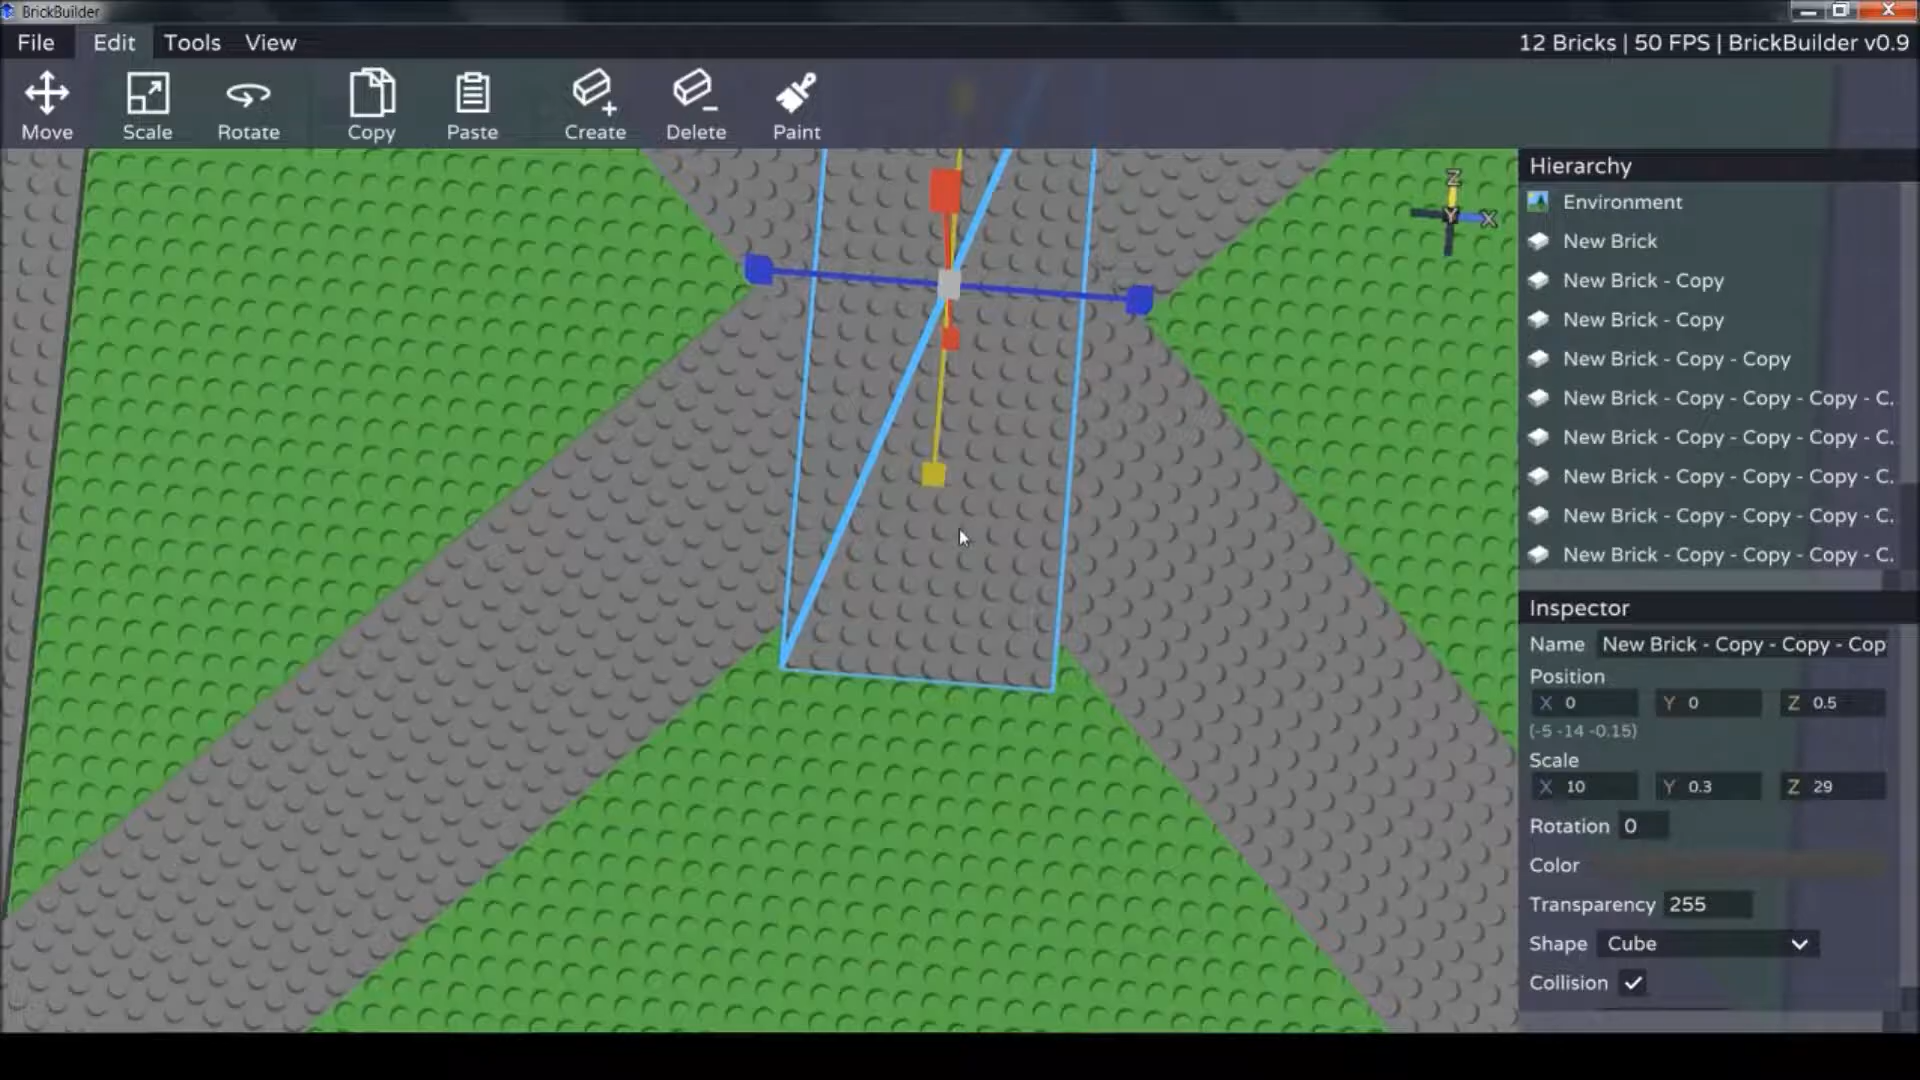 BrickBuilder
File Edit Tools View 12 Bricks | 50 FPS | BrickBuilder v0.9
Move Scale Rotate Copy Paste Create Delete Paint
Hierarchy
Z
Y X
Environment
New Brick
New Brick - Copy
New Brick - Copy
New Brick - Copy - Copy
New Brick - Copy - Copy - Copy - C.
New Brick - Copy - Copy - Copy - C.
New Brick - Copy - Copy - Copy - C.
New Brick - Copy - Copy - Copy - C.
New Brick - Copy - Copy - Copy - C.
Inspector
Name New Brick - Copy - Copy - Cop
Position
X 0 Y 0 Z 0.5
(-5 -14 -0.15)
Scale
X 10 Y 0.3 Z 29
Rotation 0
Color
Transparency 255
Shape Cube
Collision